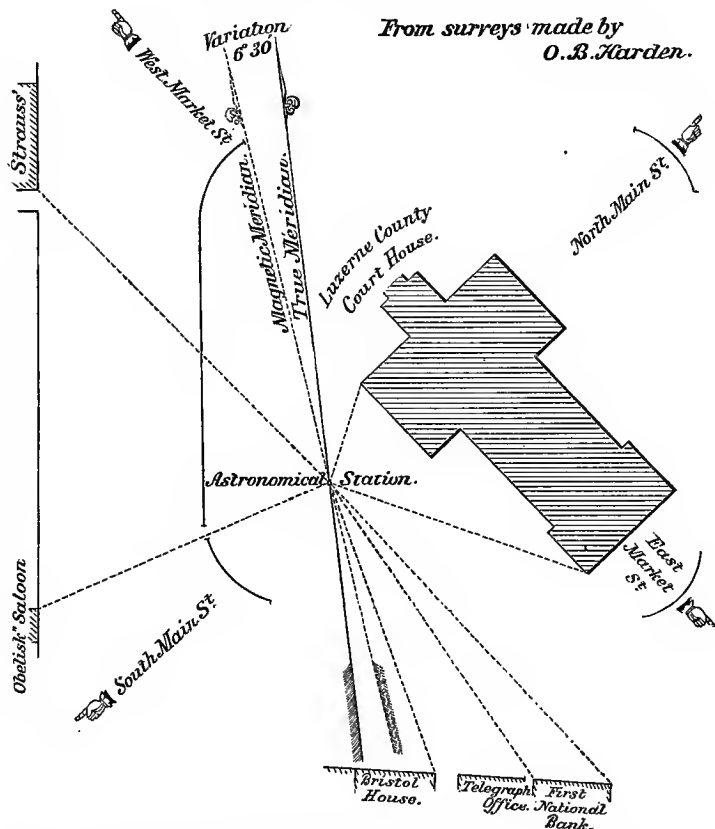 From surveys made by
O.B. Harden.
Variation
6° 30'
West Market St.
Strauss'
Magnetic Meridian.
True Meridian.
Luzerne County
Court House.
North Main St.
Astronomical Station.
East
Market
St.
Obelisk" Saloon
South Main St.
Bristol
House.
Telegraph
Office.
First
National
Bank.